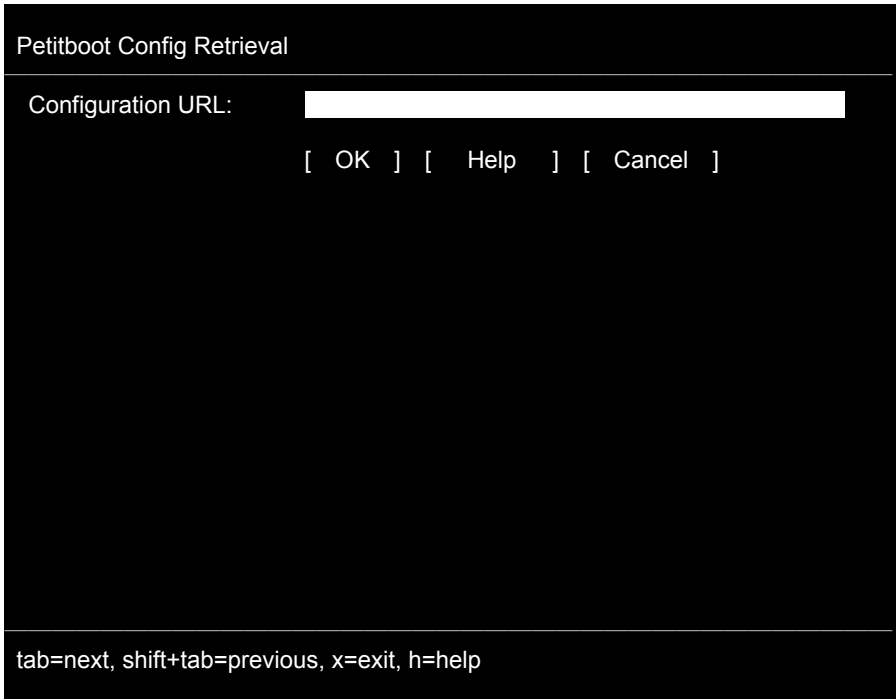 Petitboot Config Retrieval
Configuration URL:
[ OK ] [ Help ] [ Cancel ]
tab=next, shift+tab=previous, x=exit, h=help